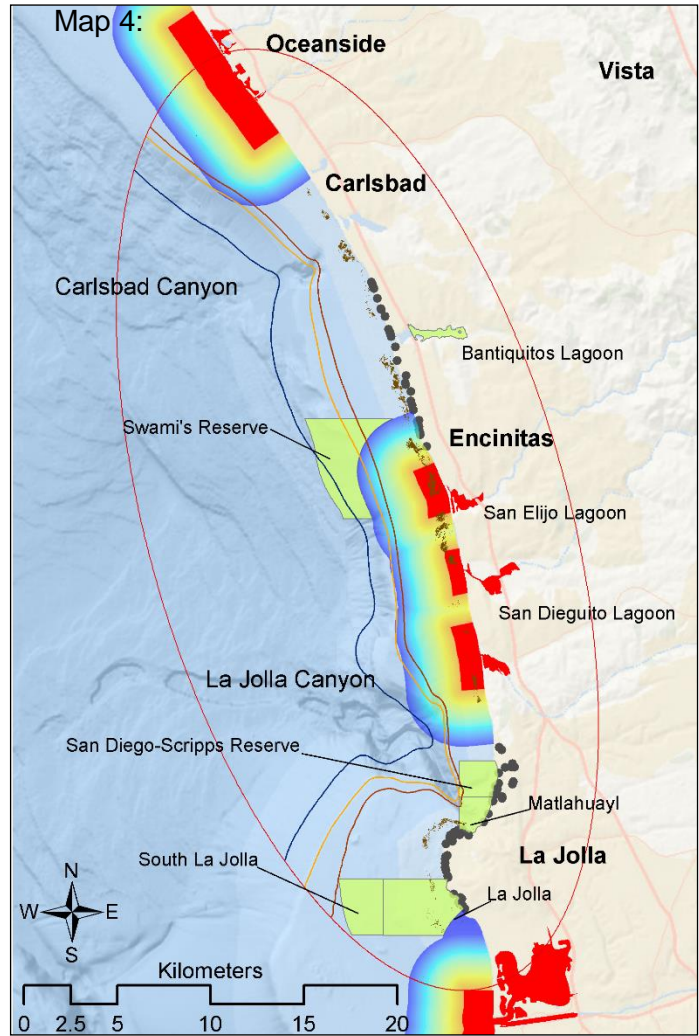 Map 4:
Oceanside
Vista
Carlsbad
Carlsbad Canyon
Bantiquitos Lagoon
Swami's Reserve
Encinitas
San Elijo Lagoon
San Dieguito Lagoon
La Jolla Canyon
San Diego-Scripps Reserve
Matlahuayl
La Jolla
South La Jolla
La Jolla
N
W E
S
Kilometers
0 2.5 5 10 15 20